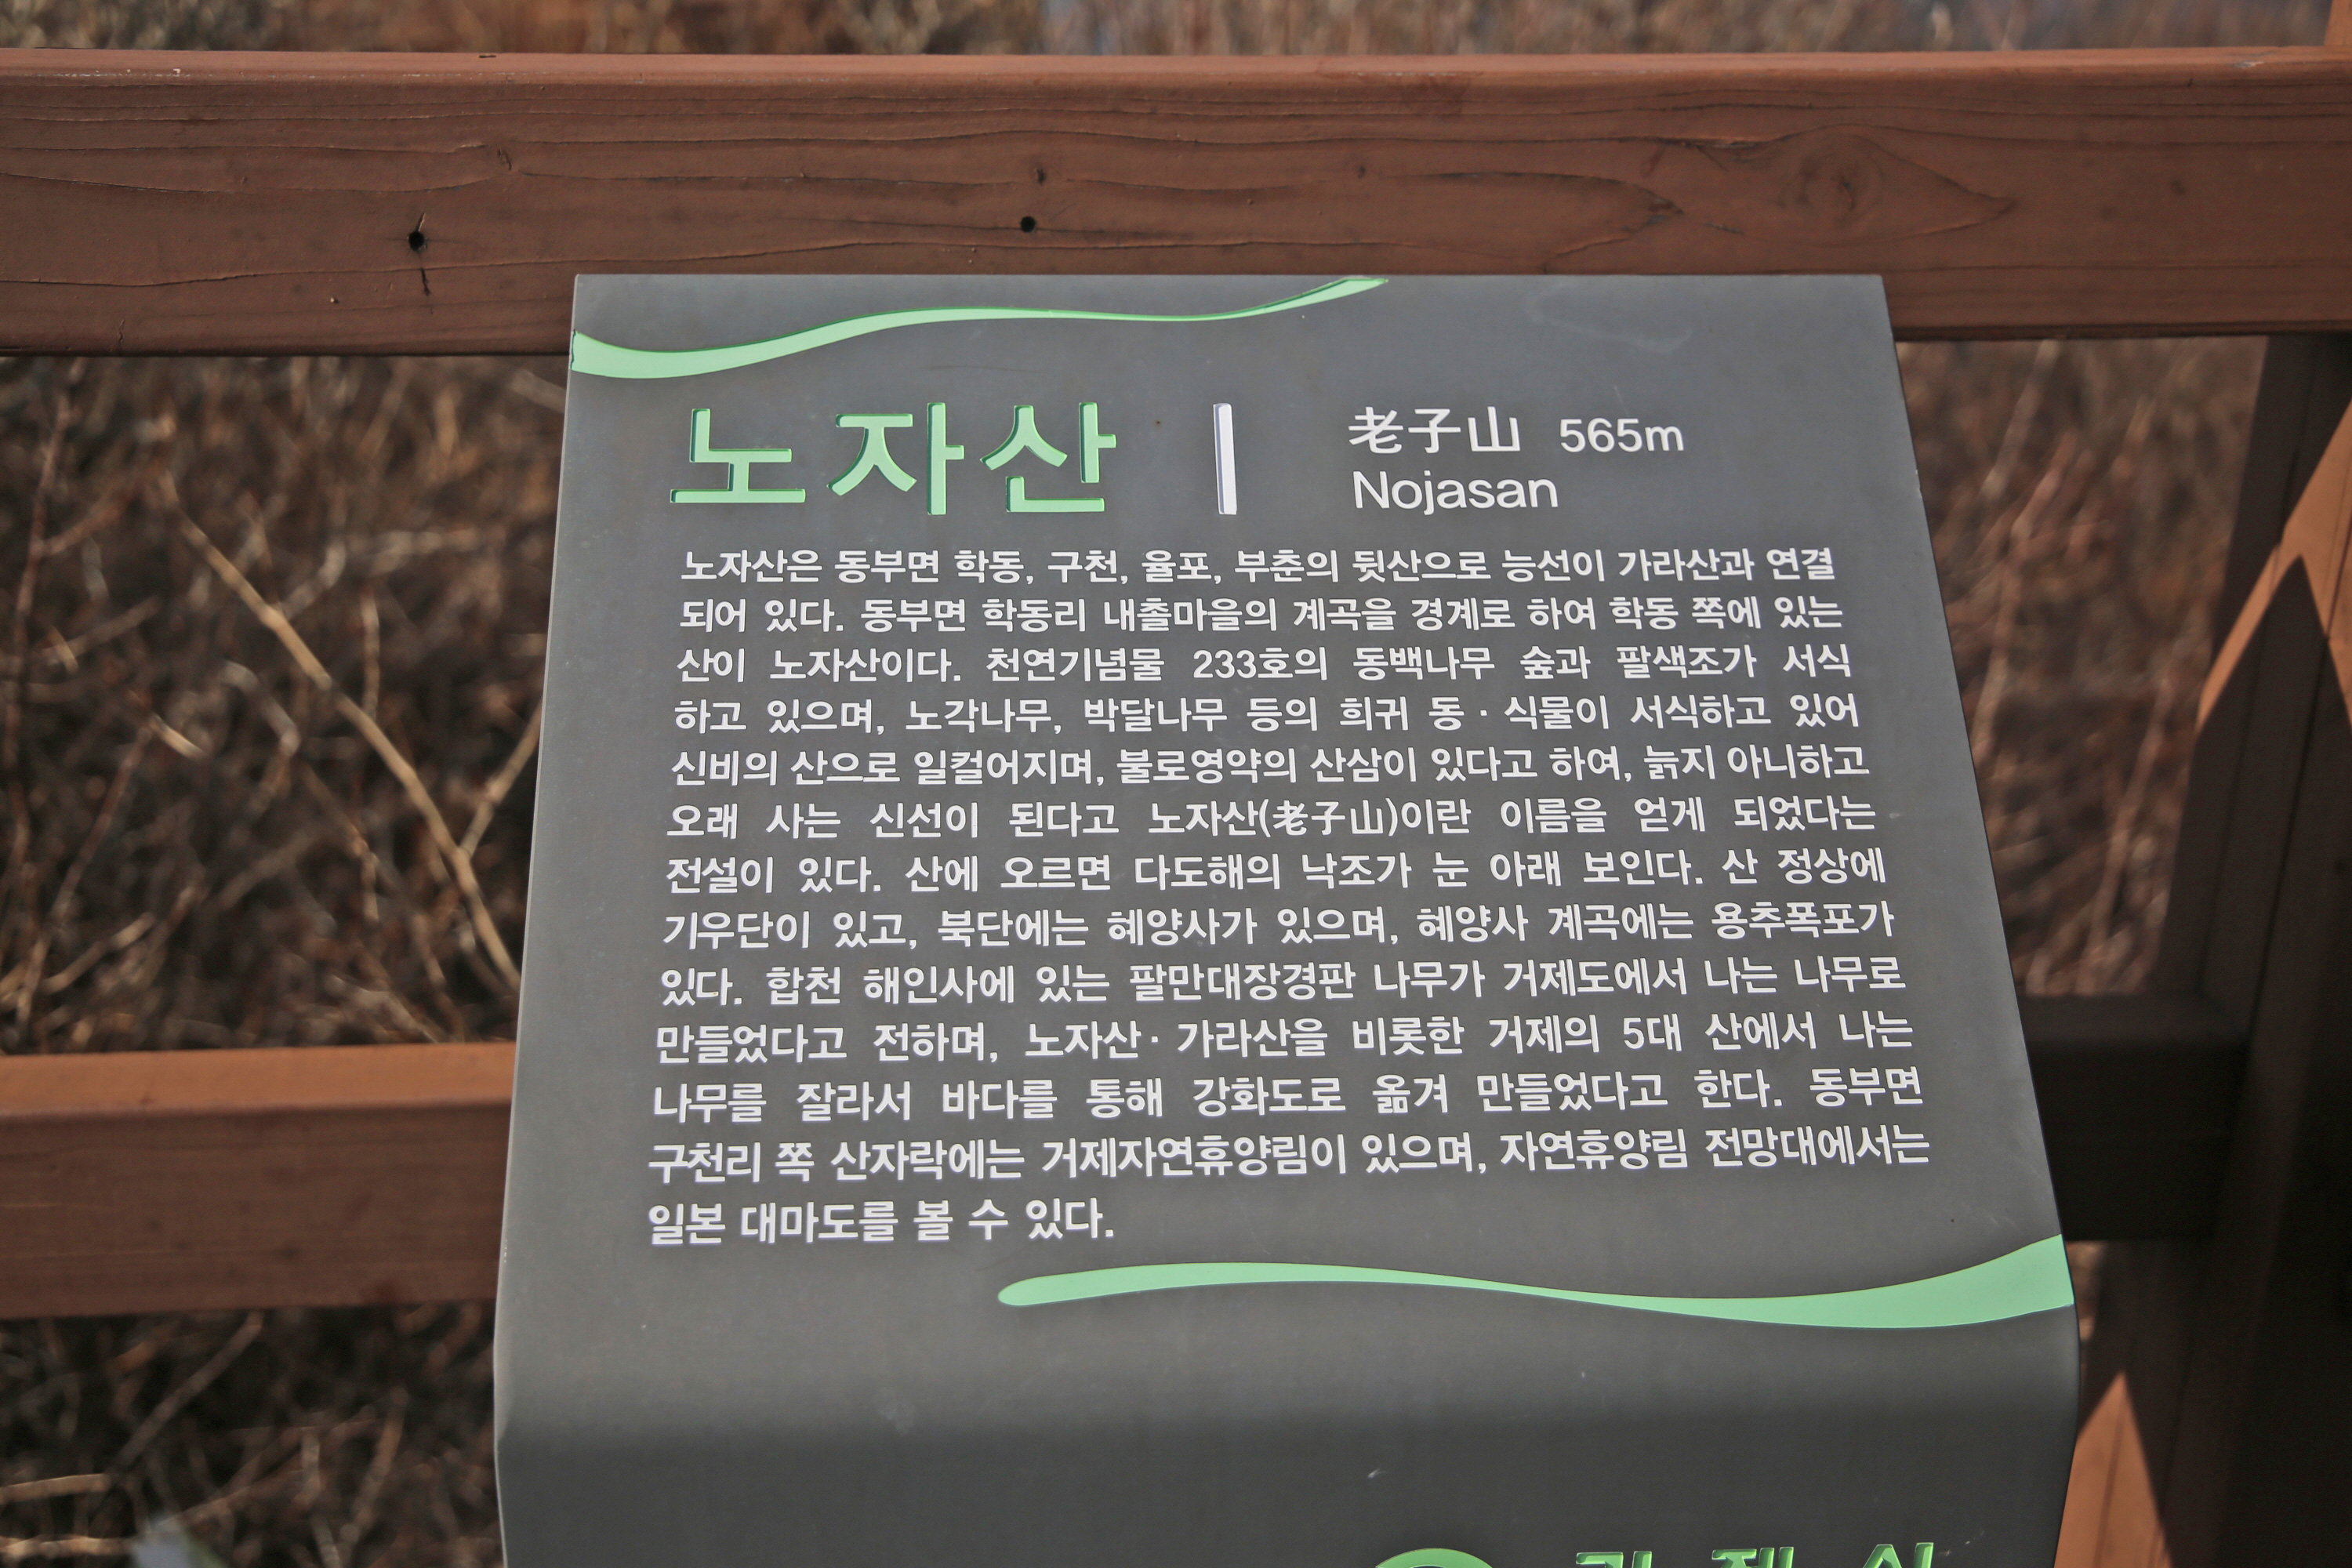 노자산 | 老子山 565m
Nojasan
노자산은 동부면 학동, 구천, 율포, 부춘의 뒷산으로 능선이 가라산과 연결
되어 있다. 동부면 학동리 내촐마을의 계곡을 경계로 하여 학동 쪽에 있는
산이 노자산이다. 천연기념물 233호의 동백나무 숲과 팔색조가 서식
하고 있으며, 노각나무, 박달나무 등의 희귀 동·식물이 서식하고 있어
신비의 산으로 일컬어지며, 불로영약의 산삼이 있다고 하여, 늙지 아니하고
오래 사는 신선이 된다고 노자산(老子山)이란 이름을 얻게 되었다는
전설이 있다. 산에 오르면 다도해의 낙조가 눈 아래 보인다. 산 정상에
기우단이 있고, 북단에는 혜양사가 있으며, 혜양사 계곡에는 용추폭포가
있다. 합천 해인사에 있는 팔만대장경판 나무가 거제도에서 나는 나무로
만들었다고 전하며, 노자산·가라산을 비롯한 거제의 5대 산에서 나는
나무를 잘라서 바다를 통해 강화도로 옮겨 만들었다고 한다. 동부면
구천리 쪽 산자락에는 거제자연휴양림이 있으며, 자연휴양림 전망대에서는
일본 대마도를 볼 수 있다.